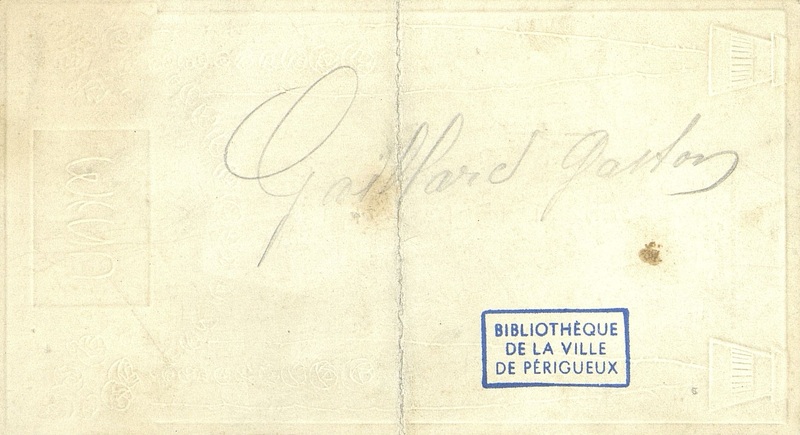 Gaillard Gaston
BIBLIOTHÈQUE
DE LA VILLE
DE PÉRIGUEUX